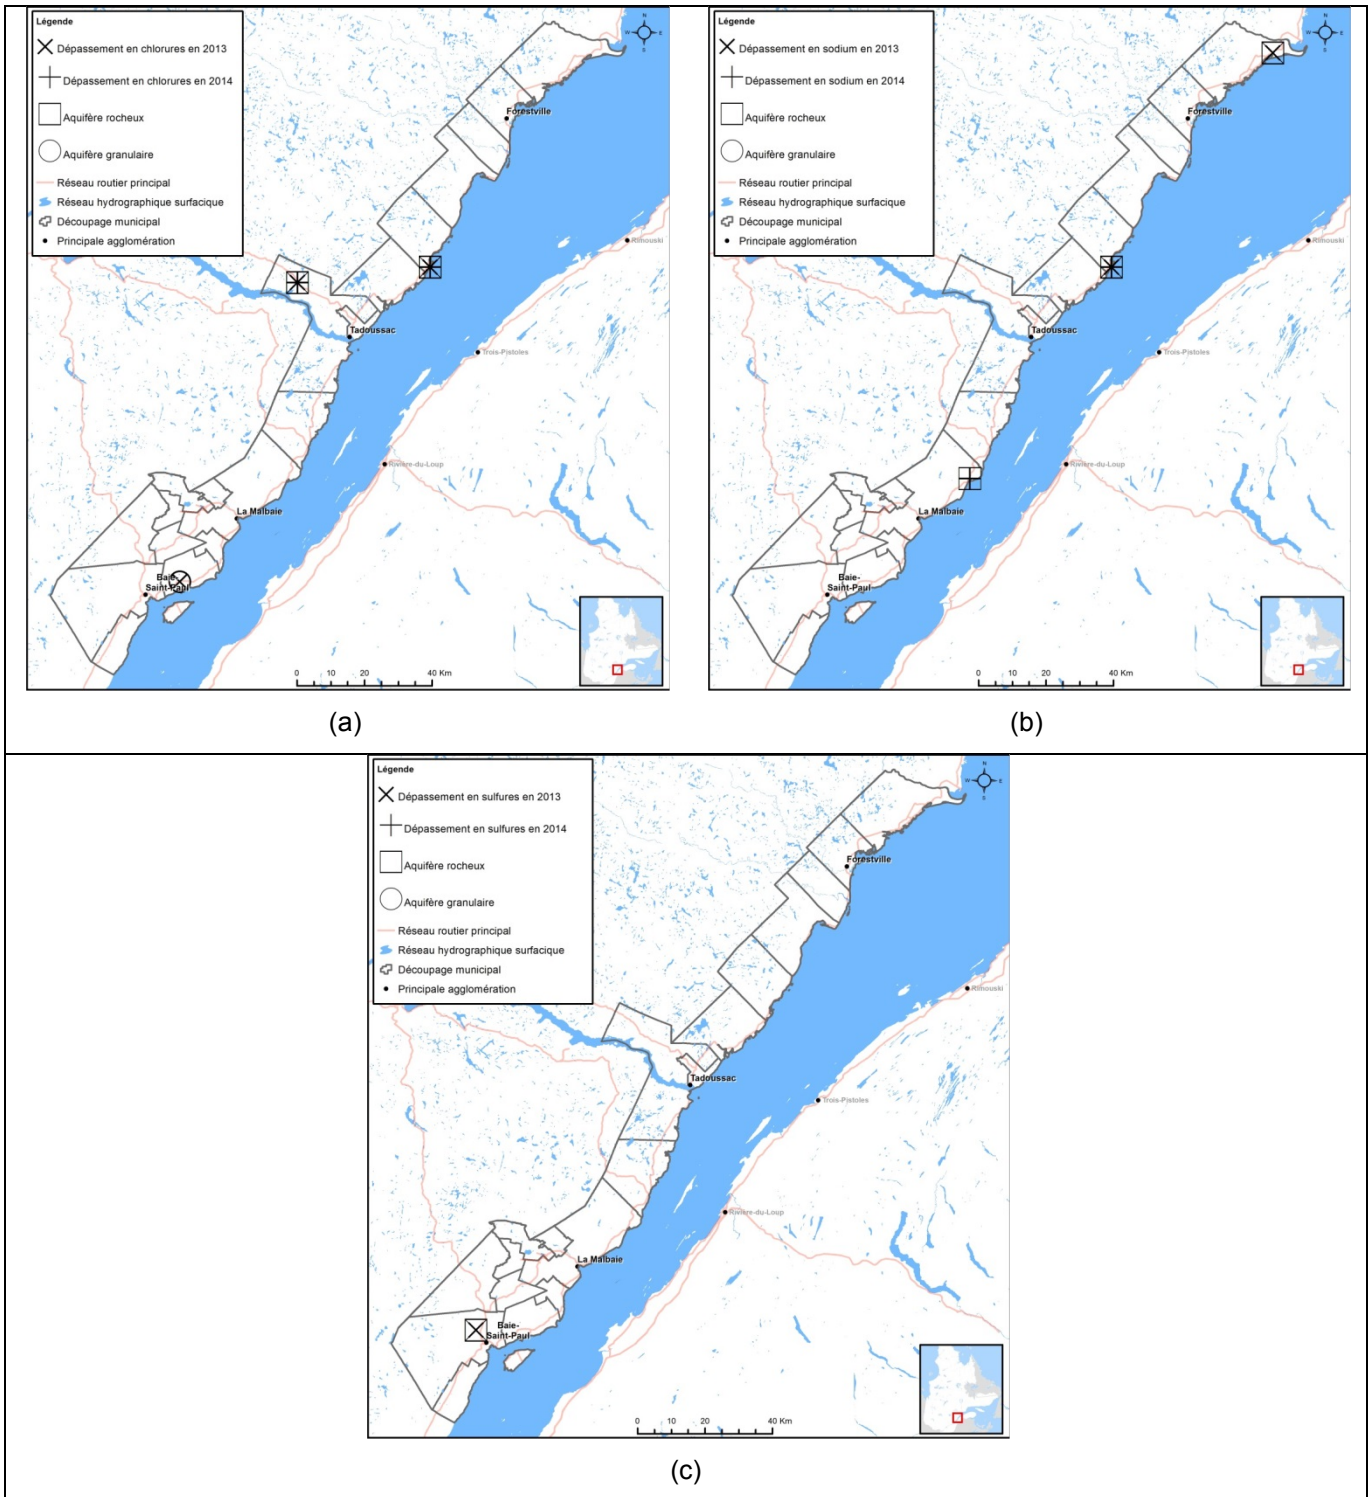 Légende
Dépassement en chlorures en 2013
Dépassement en chlorures en 2014
Aquifère rocheux
Aquifère granulaire
Réseau routier principal
Réseau hydrographique surfacique
Découpage municipal
Principale agglomération
N
W E
S
Forestville
Rimouski
Tadoussac
Trois-Pistoles
Rivière-du-Loup
La Malbaie
Baie-
Saint-Paul
0 10 20 40 Km
(a)
Légende
Dépassement en sodium en 2013
Dépassement en sodium en 2014
Aquifère rocheux
Aquifère granulaire
Réseau routier principal
Réseau hydrographique surfacique
Découpage municipal
Principale agglomération
N
W E
S
Forestville
Rimouski
Tadoussac
Trois-Pistoles
Rivière-du-Loup
La Malbaie
Baie-
Saint-Paul
0 10 20 40 Km
(b)
Légende
Dépassement en sulfures en 2013
Dépassement en sulfures en 2014
Aquifère rocheux
Aquifère granulaire
Réseau routier principal
Réseau hydrographique surfacique
Découpage municipal
Principale agglomération
N
W E
S
Forestville
Rimouski
Tadoussac
Trois-Pistoles
Rivière-du-Loup
La Malbaie
Baie-
Saint-Paul
0 10 20 40 Km
(c)